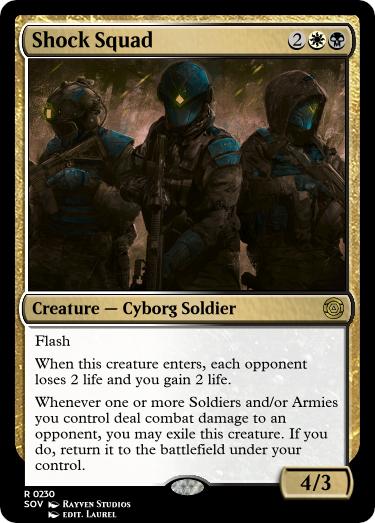 Shock Squad 2
Creature — Cyborg Soldier
Flash
When this creature enters, each opponent
loses 2 life and you gain 2 life.
Whenever one or more Soldiers and/or Armies
you control deal combat damage to an
opponent, you may exile this creature. If you
do, return it to the battlefield under your
control.
4/3
R 0230
SOV Rayven Studios
edit. Laurel